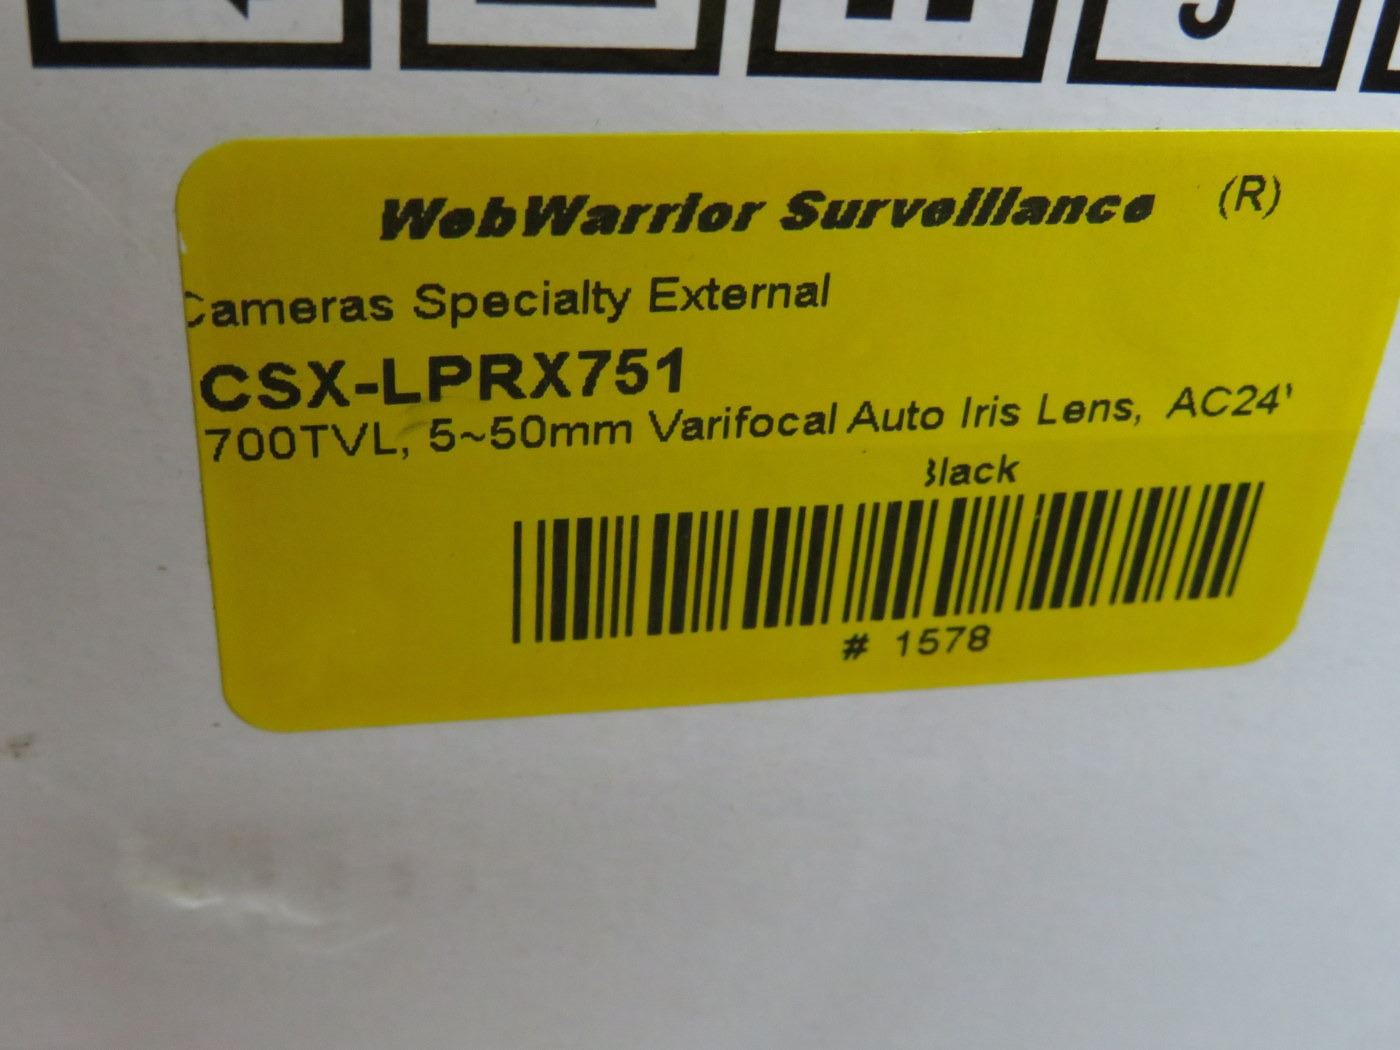 WebWarrior Surveillance (R)
Cameras Specialty External
CSX-LPRX751
700TVL, 5~50mm Varifocal Auto Iris Lens, AC24'
Black
# 1578